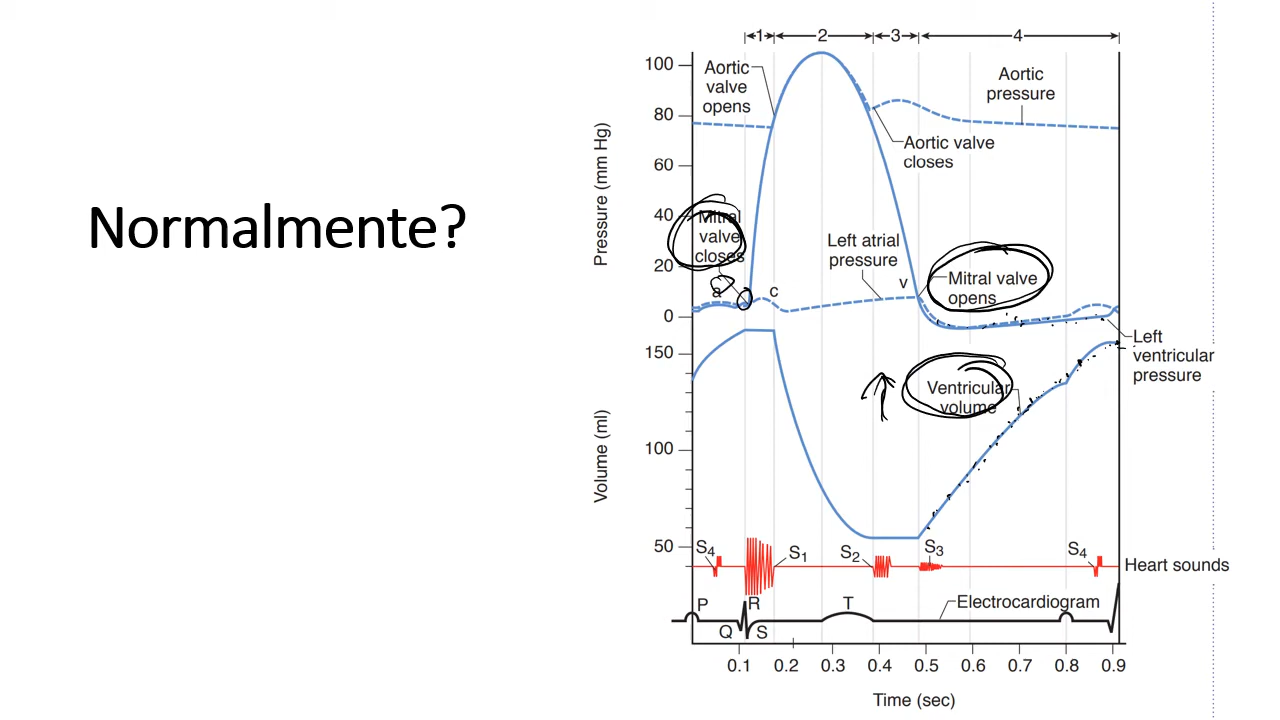 Normalmente?
1 2 3 4
100
80
60
40
20
0
150
100
50
Pressure (mm Hg)
Volume (ml)
Aortic
valve
opens
Aortic
pressure
Aortic valve
closes
Mitral
valve
closes
Left atrial
pressure
a
c
v
Mitral valve
opens
Left
ventricular
pressure
Ventricular
volume
S4 S1 S2 S3 S4
Heart sounds
P R T Electrocardiogram
Q S
0.1 0.2 0.3 0.4 0.5 0.6 0.7 0.8 0.9
Time (sec)